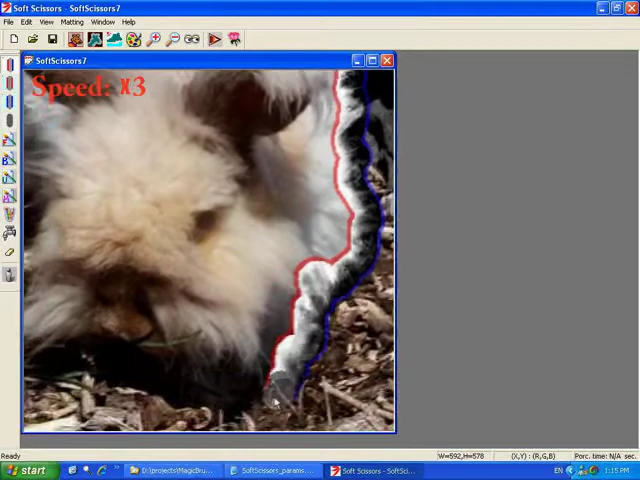 Soft Scissors - SoftScissors7
File Edit View Matting Window Help
SoftScissors7
Speed: X3
Ready
W=592,H=578
(X,Y) : (R,G,B)
Porc. time: N/A sec.
start
D:\projects\MagicBru...
SoftScissors_params....
Soft Scissors - SoftSci...
EN
1:15 PM